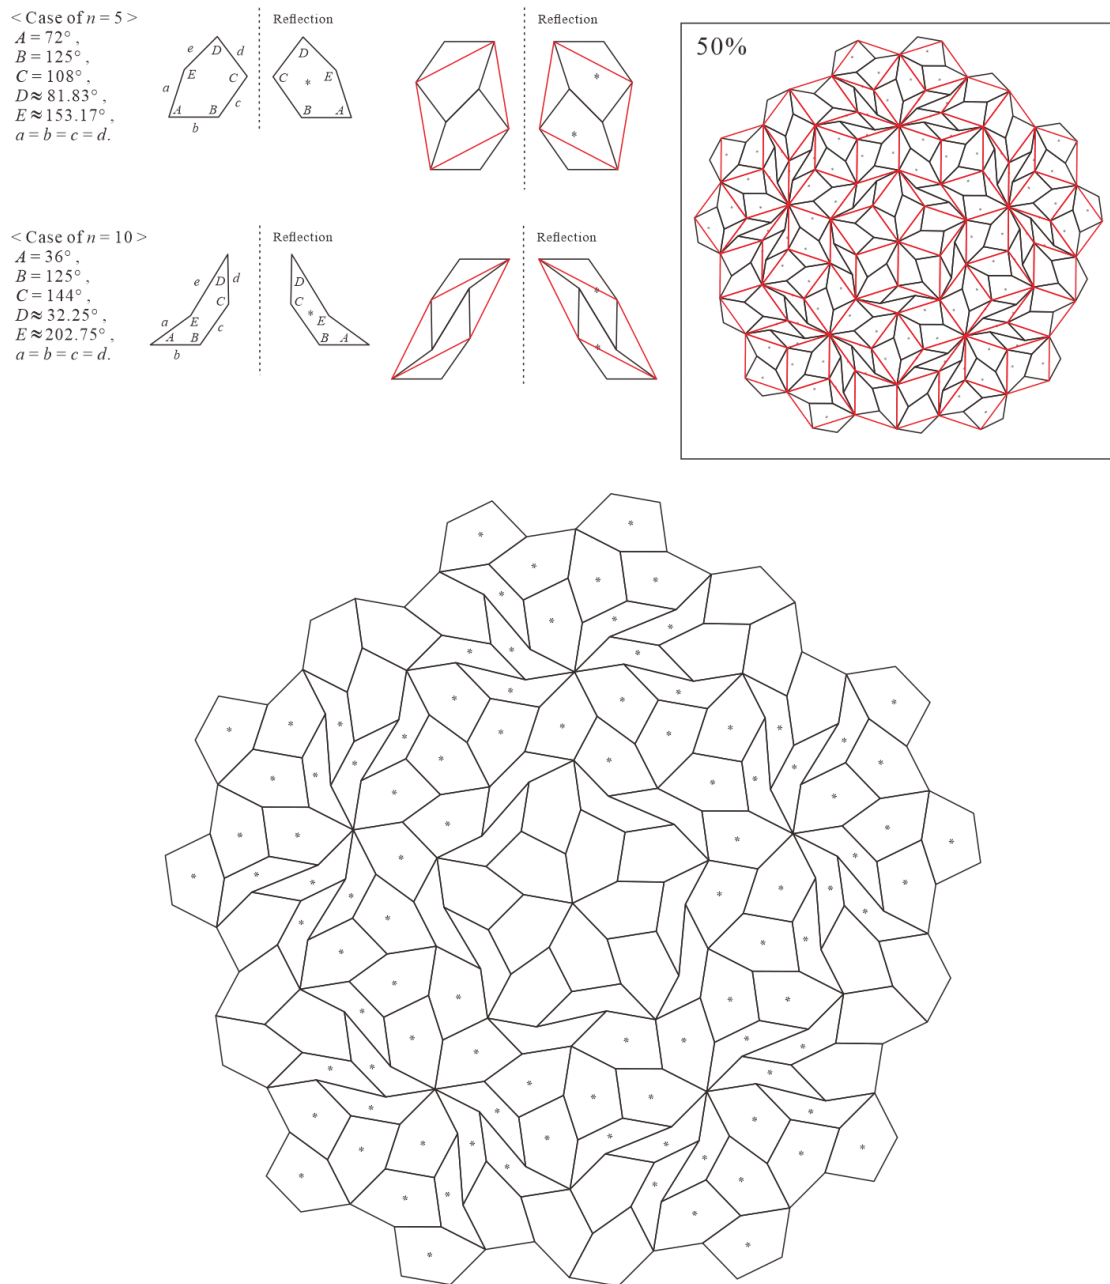 < Case of n = 5 >
A = 72° ,
B = 125° ,
C = 108° ,
D ≈ 81.83° ,
E ≈ 153.17° ,
a = b = c = d.
e
D
d
E
C
a
A
B
c
b
Reflection
D
C
*
E
B
A
Reflection
*
*
50%
< Case of n = 10 >
A = 36° ,
B = 125° ,
C = 144° ,
D ≈ 32.25° ,
E ≈ 202.75° ,
a = b = c = d.
e
D
d
C
a
E
c
A
B
b
Reflection
D
C
*
E
B
A
Reflection
*
*